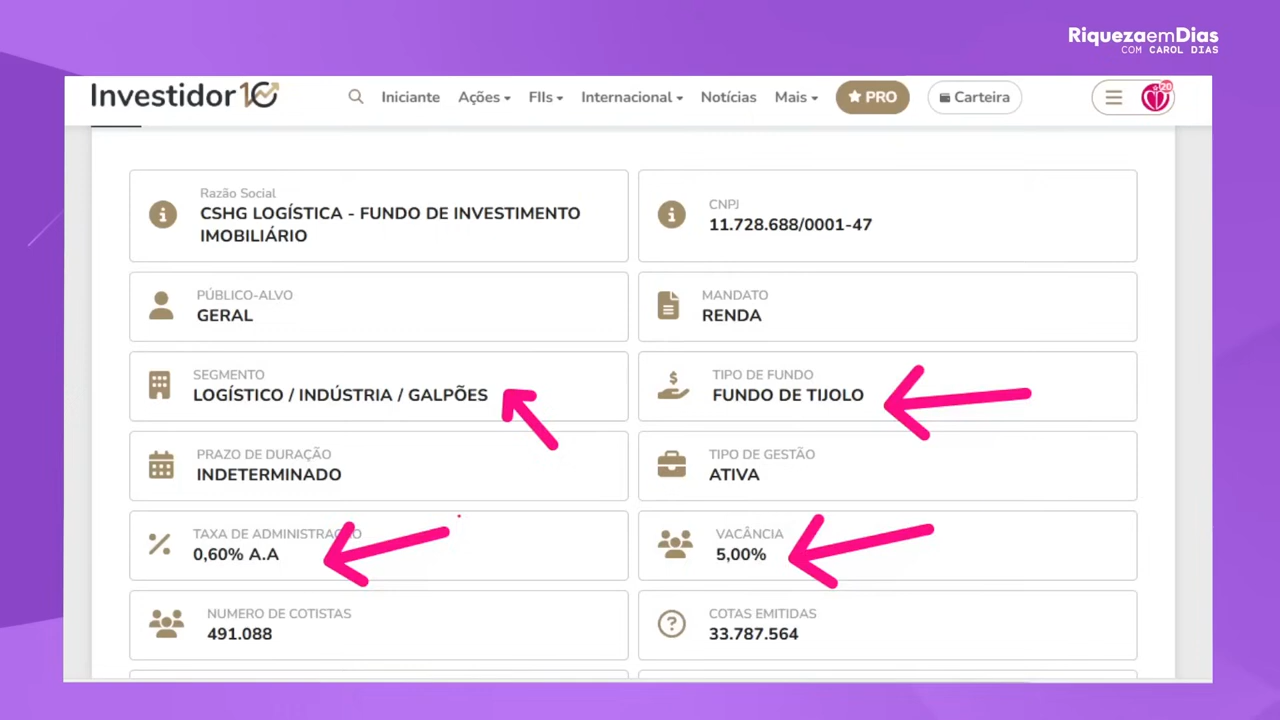 RiquezaemDias
COM CAROL DIAS
Investidor10
Iniciante
Ações
FIIs
Internacional
Notícias
Mais
PRO
Carteira
20
Razão Social
CSHG LOGÍSTICA - FUNDO DE INVESTIMENTO
IMOBILIÁRIO
CNPJ
11.728.688/0001-47
PÚBLICO-ALVO
GERAL
MANDATO
RENDA
SEGMENTO
LOGÍSTICO / INDÚSTRIA / GALPÕES
TIPO DE FUNDO
FUNDO DE TIJOLO
PRAZO DE DURAÇÃO
INDETERMINADO
TIPO DE GESTÃO
ATIVA
TAXA DE ADMINISTRAÇÃO
0,60% A.A
VACÂNCIA
5,00%
NUMERO DE COTISTAS
491.088
COTAS EMITIDAS
33.787.564